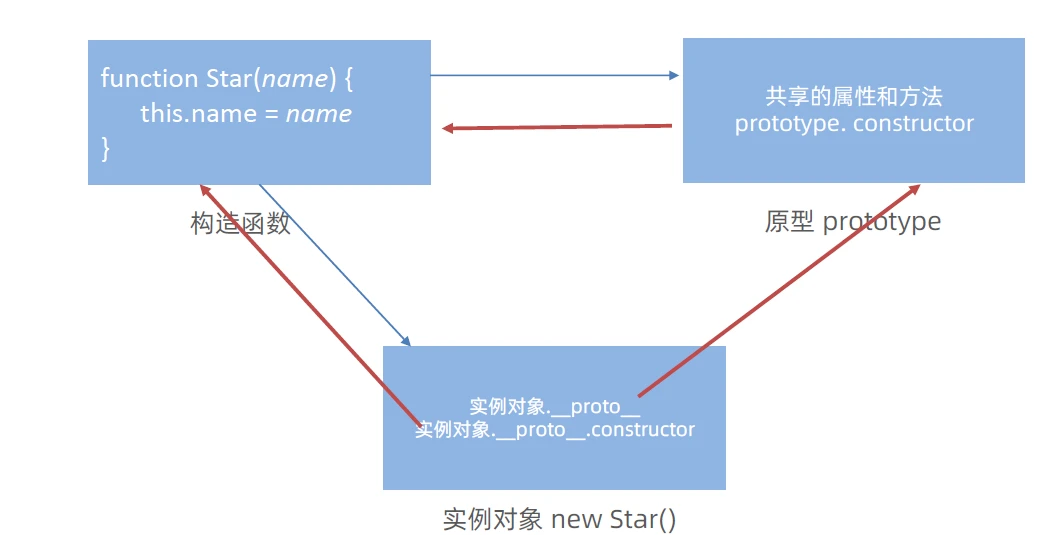 function Star(name) {
this.name = name
}
共享的属性和方法
prototype. constructor
构造函数
原型 prototype
实例对象.__proto__
实例对象.__proto__.constructor
实例对象 new Star()